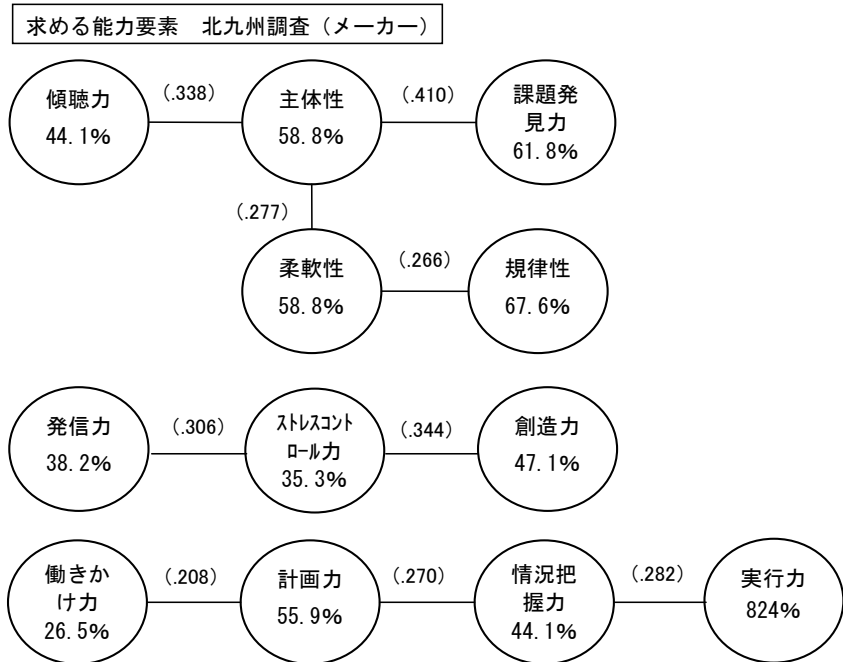 求める能力要素　北九州調査（メーカー）
傾聴力
44.1%
(.338)
主体性
58.8%
(.410)
課題発
見力
61.8%
(.277)
柔軟性
58.8%
(.266)
規律性
67.6%
発信力
38.2%
(.306)
ｽﾄﾚｽｺﾝﾄ
ﾛｰﾙ力
35.3%
(.344)
創造力
47.1%
働きか
け力
26.5%
(.208)
計画力
55.9%
(.270)
情況把
握力
44.1%
(.282)
実行力
824%